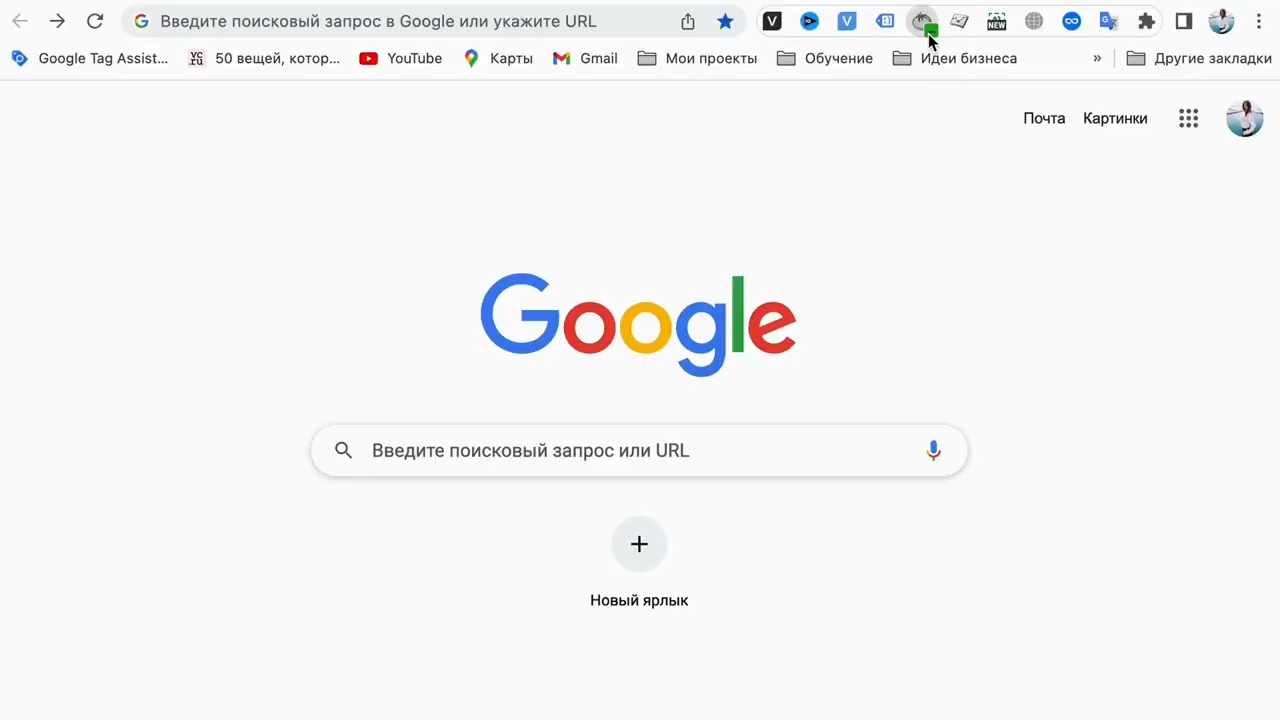 Введите поисковый запрос в Google или укажите URL
V
V
NEW
Google Tag Assist...
50 вещей, котор...
YouTube
Карты
Gmail
Мои проекты
Обучение
Идеи бизнеса
»
Другие закладки
Почта
Картинки
Google
Введите поисковый запрос или URL
Новый ярлык